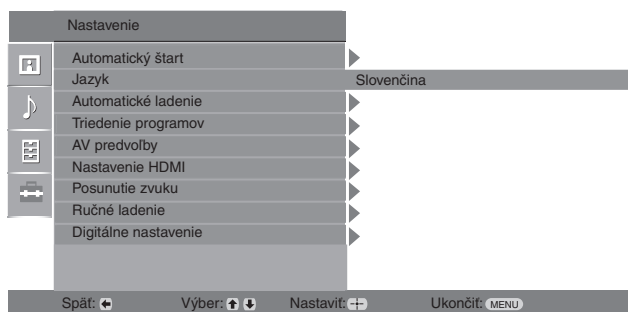 Nastavenie
Automatický štart
Jazyk Slovenčina
Automatické ladenie
Triedenie programov
AV predvoľby
Nastavenie HDMI
Posunutie zvuku
Ručné ladenie
Digitálne nastavenie
Späť: Výber: Nastaviť: Ukončiť: MENU